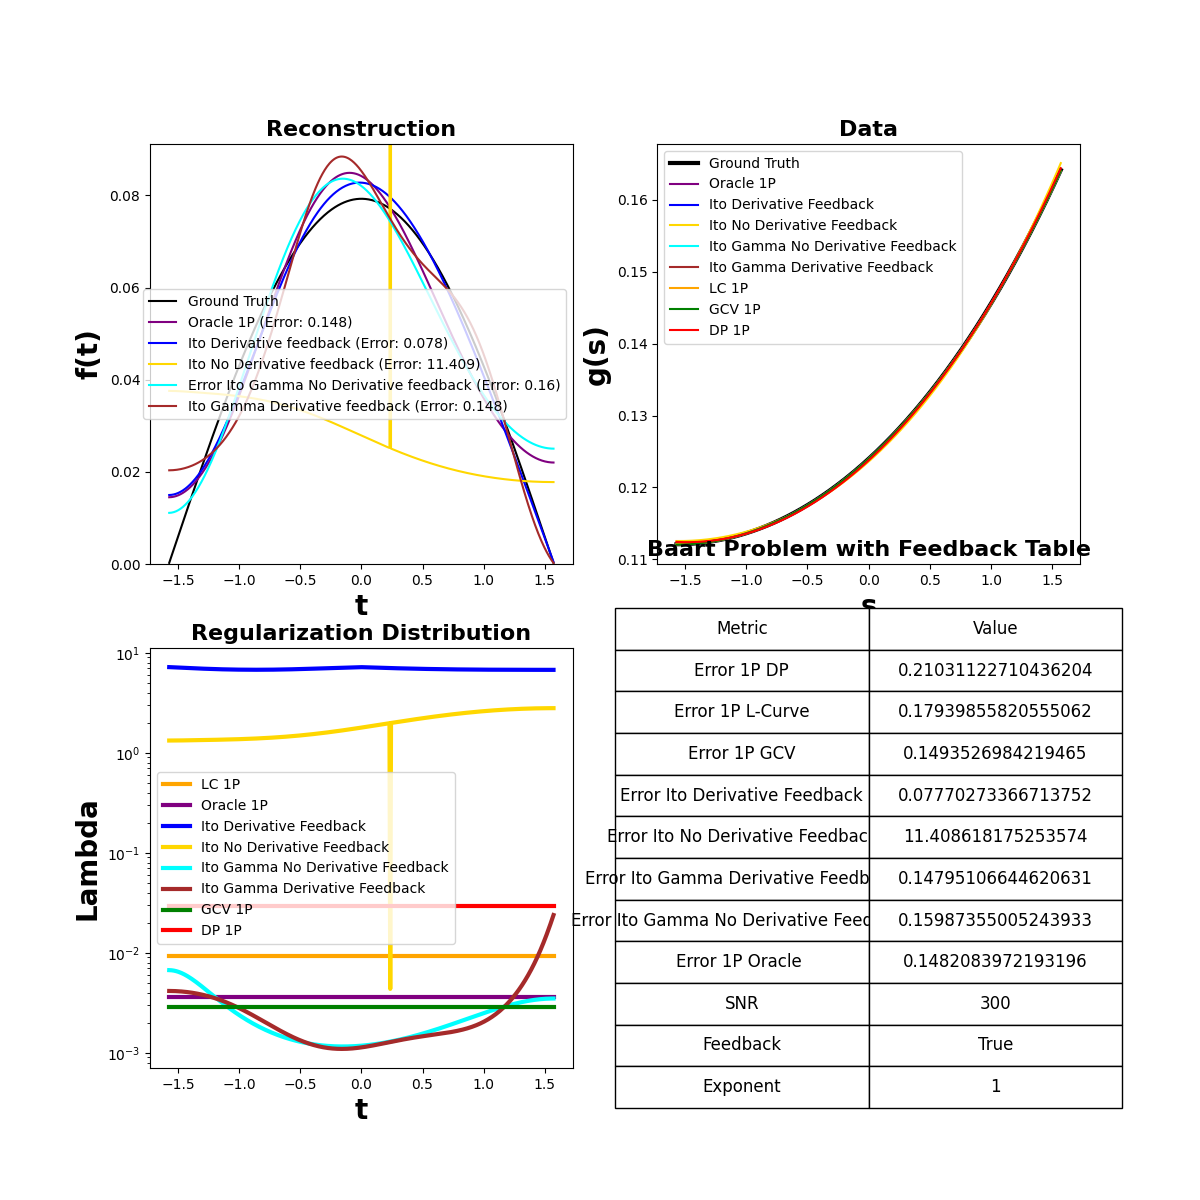 Reconstruction
f(t)
0.08
0.06
0.04
0.02
0.00
Ground Truth
Oracle 1P (Error: 0.148)
Ito Derivative feedback (Error: 0.078)
Ito No Derivative feedback (Error: 11.409)
Error Ito Gamma No Derivative feedback (Error: 0.16)
Ito Gamma Derivative feedback (Error: 0.148)
−1.5 −1.0 −0.5 0.0 0.5 1.0 1.5
t
Data
g(s)
0.16
0.15
0.14
0.13
0.12
0.11
Ground Truth
Oracle 1P
Ito Derivative Feedback
Ito No Derivative Feedback
Ito Gamma No Derivative Feedback
Ito Gamma Derivative Feedback
LC 1P
GCV 1P
DP 1P
−1.5 −1.0 −0.5 0.0 0.5 1.0 1.5
s
Regularization Distribution
Lambda
10¹
10⁰
10⁻¹
10⁻²
10⁻³
LC 1P
Oracle 1P
Ito Derivative Feedback
Ito No Derivative Feedback
Ito Gamma No Derivative Feedback
Ito Gamma Derivative Feedback
GCV 1P
DP 1P
−1.5 −1.0 −0.5 0.0 0.5 1.0 1.5
t
Baart Problem with Feedback Table
Metric Value
Error 1P DP 0.21031122710436204
Error 1P L-Curve 0.17939855820555062
Error 1P GCV 0.1493526984219465
Error Ito Derivative Feedback 0.07770273366713752
Error Ito No Derivative Feedbac 11.408618175253574
Error Ito Gamma Derivative Feedb 0.14795106644620631
Error Ito Gamma No Derivative Feec 0.15987355005243933
Error 1P Oracle 0.1482083972193196
SNR 300
Feedback True
Exponent 1